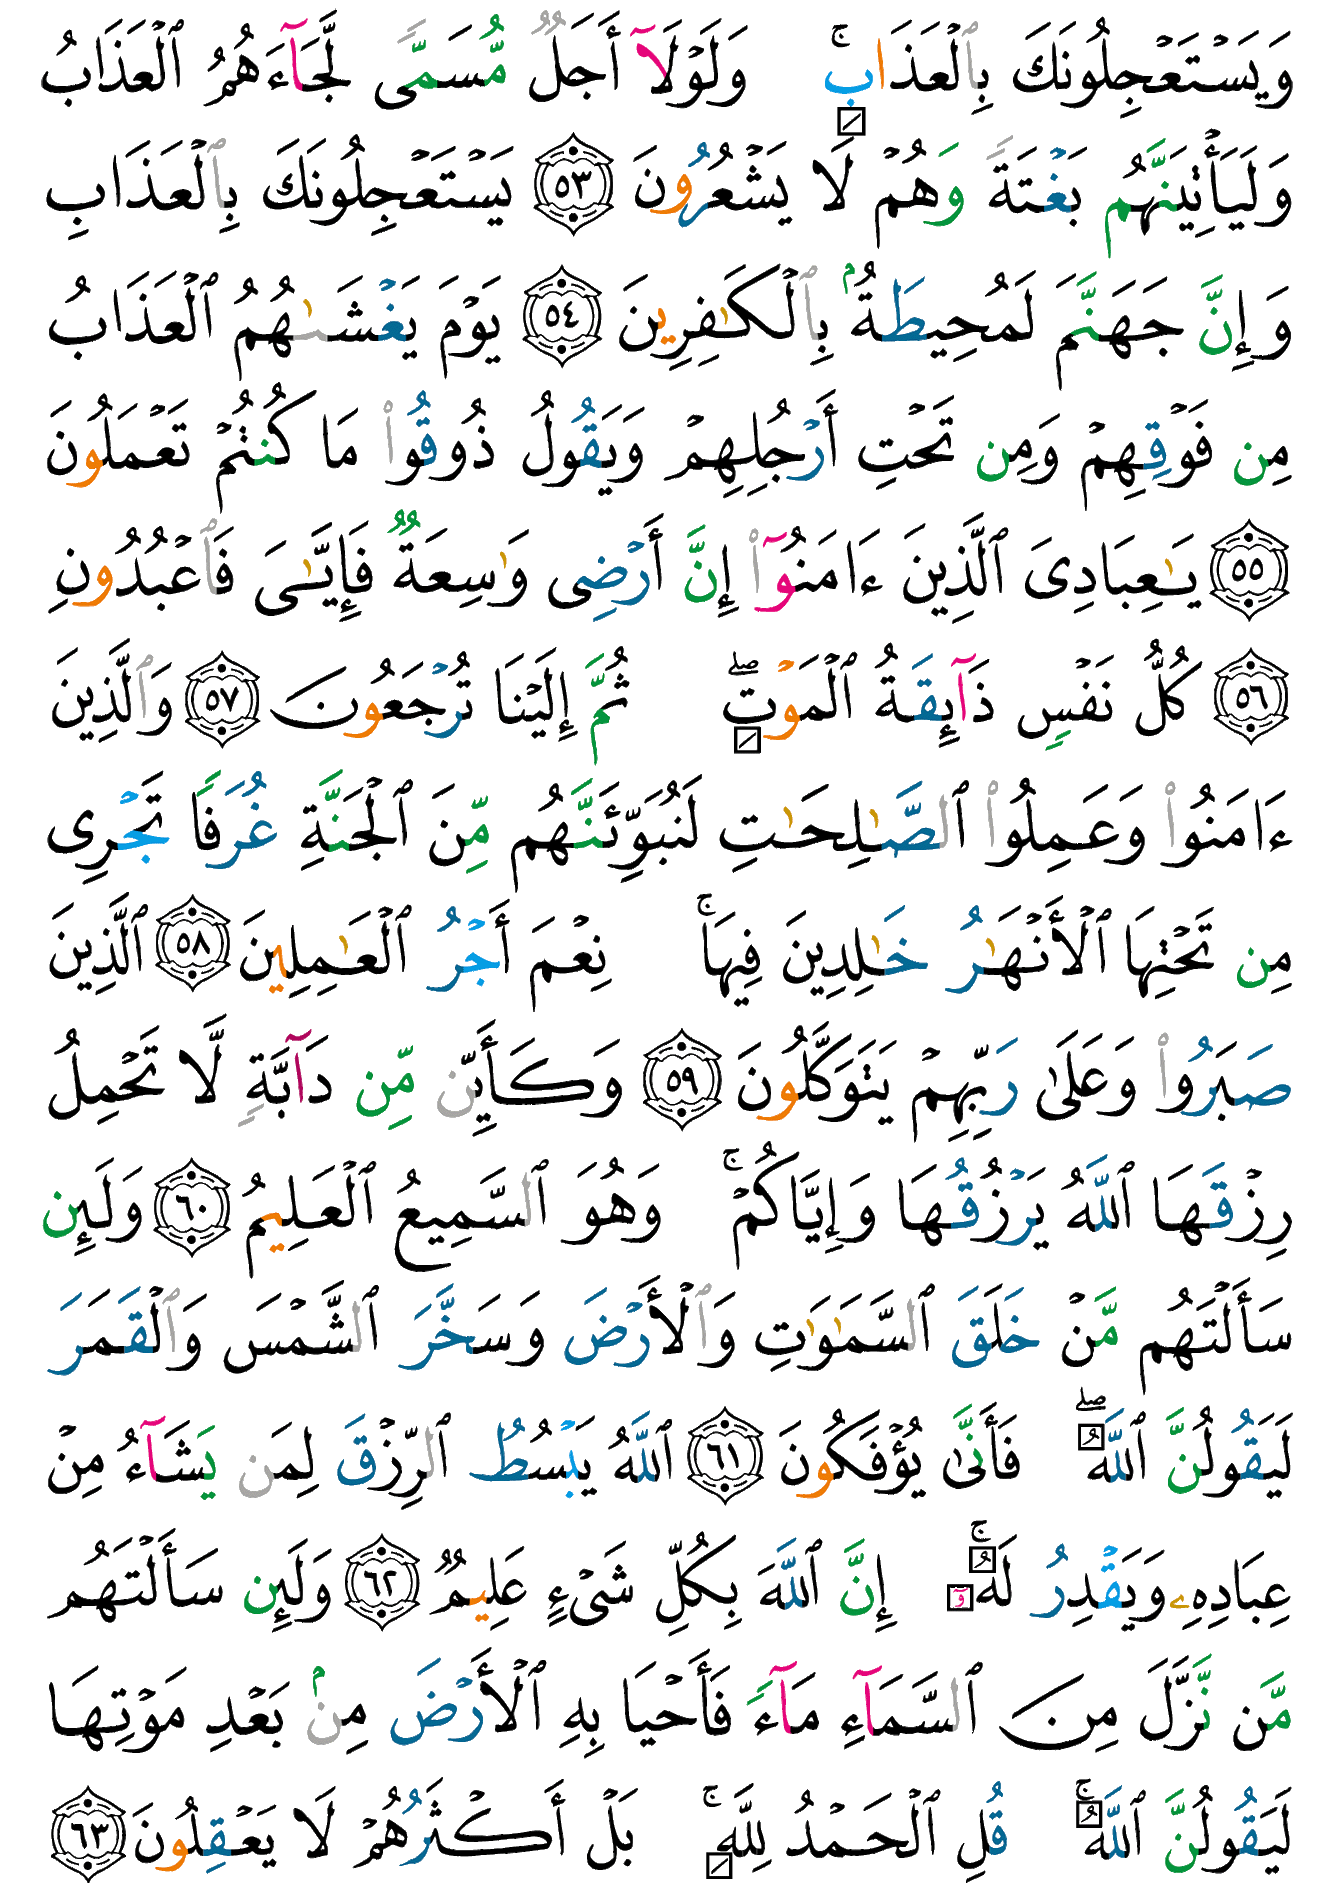 وَيَسْتَعْجِلُونَكَ بِٱلْعَذَابِ ۚ وَلَوْلَآ أَجَلٌ مُّسَمًّى لَّجَآءَهُمُ ٱلْعَذَابُ
وَلَيَأْتِيَنَّهُم بَغْتَةً وَهُمْ لَا يَشْعُرُونَ ٥٣ يَسْتَعْجِلُونَكَ بِٱلْعَذَابِ
وَإِنَّ جَهَنَّمَ لَمُحِيطَةٌۢ بِٱلْكَـٰفِرِينَ ٥٤ يَوْمَ يَغْشَىٰهُمُ ٱلْعَذَابُ
مِن فَوْقِهِمْ وَمِن تَحْتِ أَرْجُلِهِمْ وَيَقُولُ ذُوقُوا۟ مَا كُنتُمْ تَعْمَلُونَ
٥٥ يَـٰعِبَادِىَ ٱلَّذِينَ ءَامَنُوٓا۟ إِنَّ أَرْضِى وَٰسِعَةٌ فَإِيَّـٰىَ فَٱعْبُدُونِ
٥٦ كُلُّ نَفْسٍ ذَآئِقَةُ ٱلْمَوْتِ ۖ ثُمَّ إِلَيْنَا تُرْجَعُونَ ٥٧ وَٱلَّذِينَ
ءَامَنُوا۟ وَعَمِلُوا۟ ٱلصَّـٰلِحَـٰتِ لَنُبَوِّئَنَّهُم مِّنَ ٱلْجَنَّةِ غُرَفًا تَجْرِى
مِن تَحْتِهَا ٱلْأَنْهَـٰرُ خَـٰلِدِينَ فِيهَا ۚ نِعْمَ أَجْرُ ٱلْعَـٰمِلِينَ ٥٨ ٱلَّذِينَ
صَبَرُوا۟ وَعَلَىٰ رَبِّهِمْ يَتَوَكَّلُونَ ٥٩ وَكَأَيِّن مِّن دَآبَّةٍ لَّا تَحْمِلُ
رِزْقَهَا ٱللَّهُ يَرْزُقُهَا وَإِيَّاكُمْ ۚ وَهُوَ ٱلسَّمِيعُ ٱلْعَلِيمُ ٦٠ وَلَئِن
سَأَلْتَهُم مَّنْ خَلَقَ ٱلسَّمَـٰوَٰتِ وَٱلْأَرْضَ وَسَخَّرَ ٱلشَّمْسَ وَٱلْقَمَرَ
لَيَقُولُنَّ ٱللَّهُ ۖ فَأَنَّىٰ يُؤْفَكُونَ ٦١ ٱللَّهُ يَبْسُطُ ٱلرِّزْقَ لِمَن يَشَآءُ مِنْ
عِبَادِهِۦ وَيَقْدِرُ لَهُۥٓ ۚ إِنَّ ٱللَّهَ بِكُلِّ شَىْءٍ عَلِيمٌ ٦٢ وَلَئِن سَأَلْتَهُم
مَّن نَّزَّلَ مِنَ ٱلسَّمَآءِ مَآءً فَأَحْيَا بِهِ ٱلْأَرْضَ مِنۢ بَعْدِ مَوْتِهَا
لَيَقُولُنَّ ٱللَّهُ ۚ قُلِ ٱلْحَمْدُ لِلَّهِ ۚ بَلْ أَكْثَرُهُمْ لَا يَعْقِلُونَ ٦٣